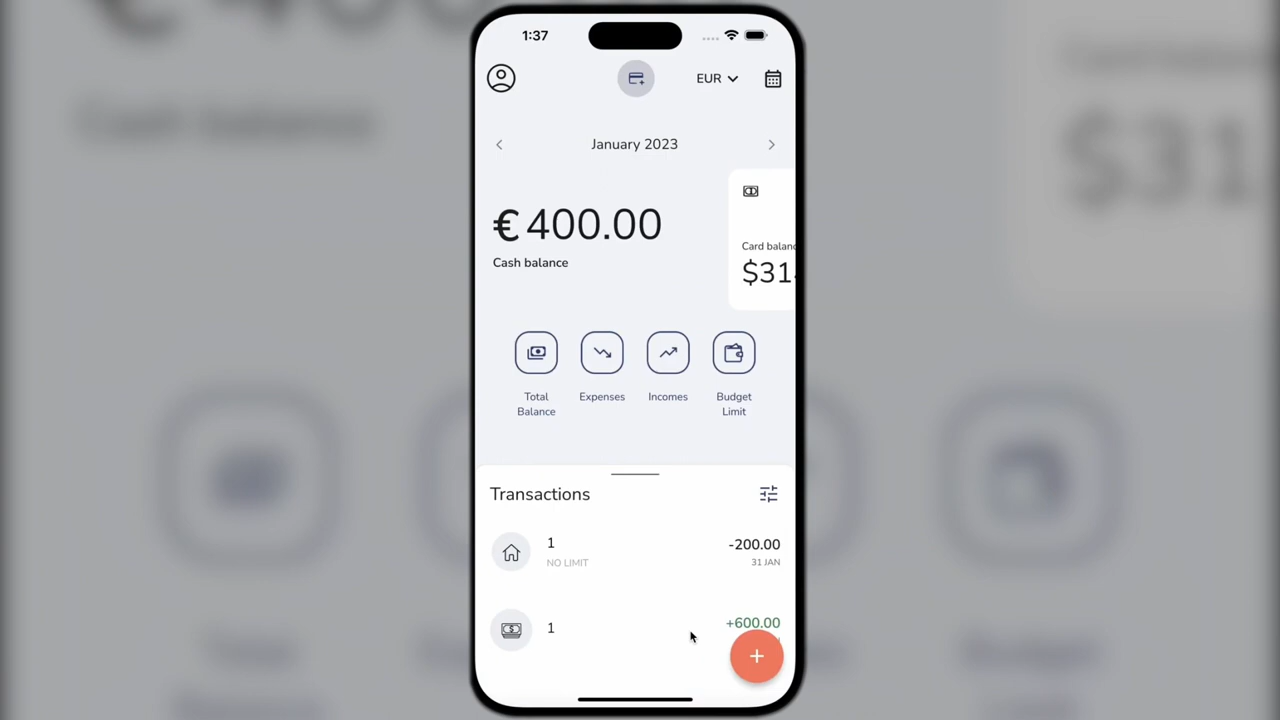 1:37
EUR
January 2023
€ 400.00
Cash balance
Card balanc
$31
Total
Balance
Expenses
Incomes
Budget
Limit
Transactions
1
-200.00
NO LIMIT
31 JAN
1
+600.00
+